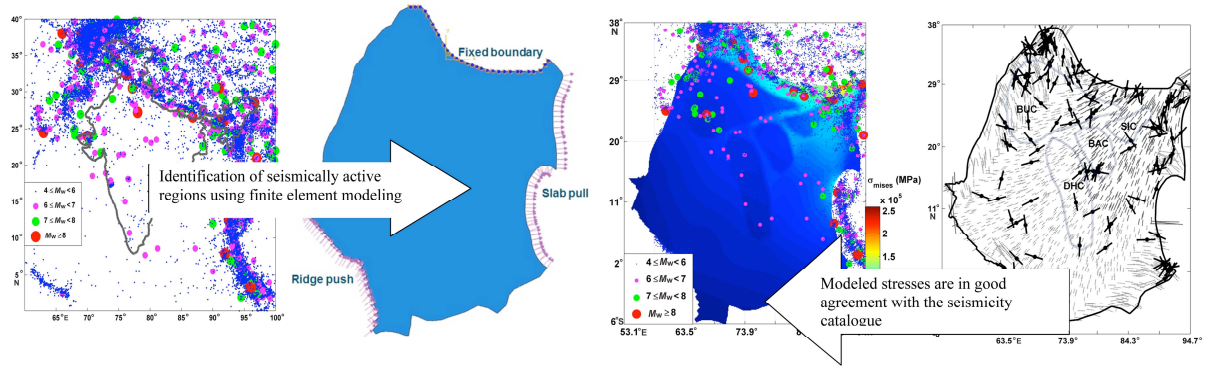 40°
35°
30°
25°
20°
15°
10°
5°
N
65°E 70° 75° 80° 85° 90° 95° 100°
4 ≤ Mw < 6
6 ≤ Mw < 7
7 ≤ Mw < 8
Mw ≥ 8
Identification of seismically active
regions using finite element modeling
Fixed boundary
Slab pull
Ridge push
38°
N
29°
20°
11°
2°
6°S
53.1°E 63.5° 73.9° 84.3°
4 ≤ Mw < 6
6 ≤ Mw < 7
7 ≤ Mw < 8
Mw ≥ 8
σmises (MPa)
× 10⁵
2.5
2
1.5
Modeled stresses are in good
agreement with the seismicity
catalogue
38°
29°
20°
11°
N
BUC
SIC
BAC
DHC
63.5°E 73.9° 84.3° 94.7°